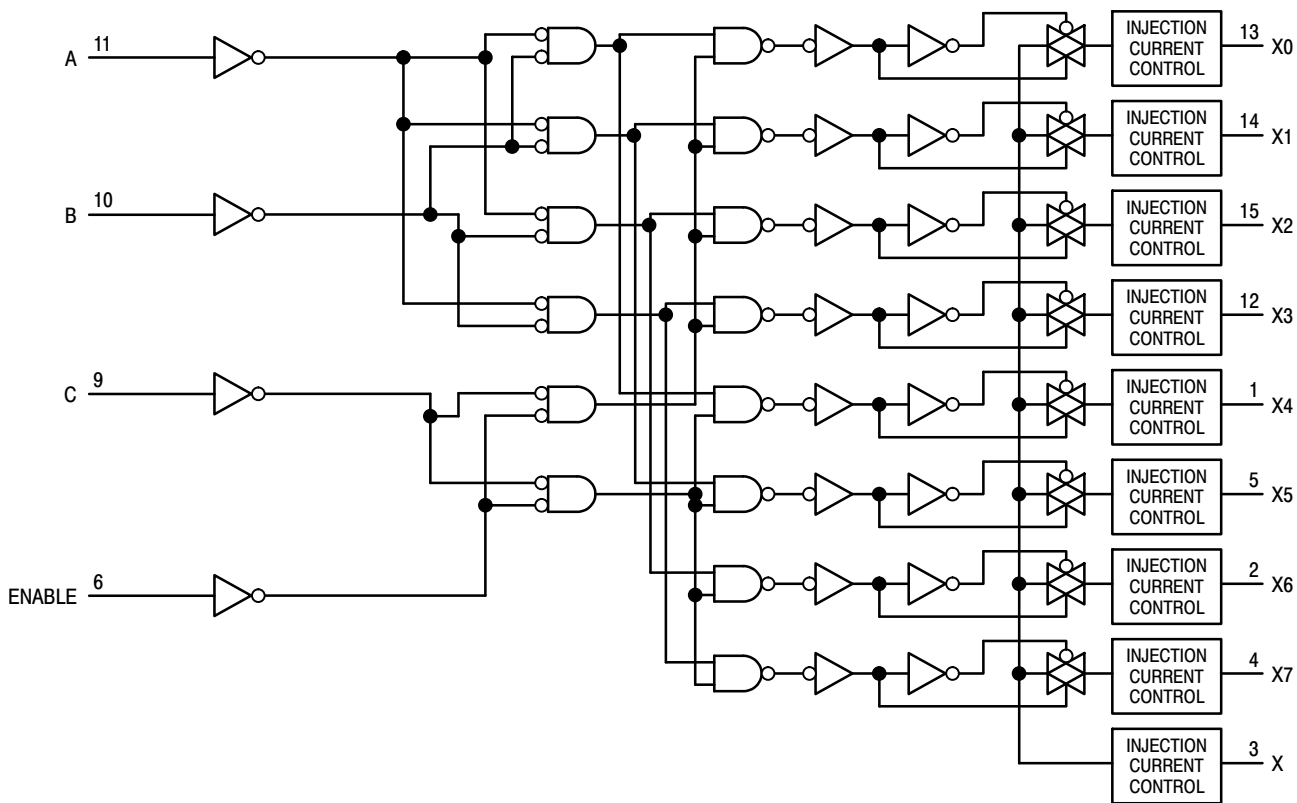 A 11
INJECTION
CURRENT
CONTROL
13 X0
INJECTION
CURRENT
CONTROL
14 X1
B 10
INJECTION
CURRENT
CONTROL
15 X2
INJECTION
CURRENT
CONTROL
12 X3
C 9
INJECTION
CURRENT
CONTROL
1 X4
INJECTION
CURRENT
CONTROL
5 X5
ENABLE 6
INJECTION
CURRENT
CONTROL
2 X6
INJECTION
CURRENT
CONTROL
4 X7
INJECTION
CURRENT
CONTROL
3 X